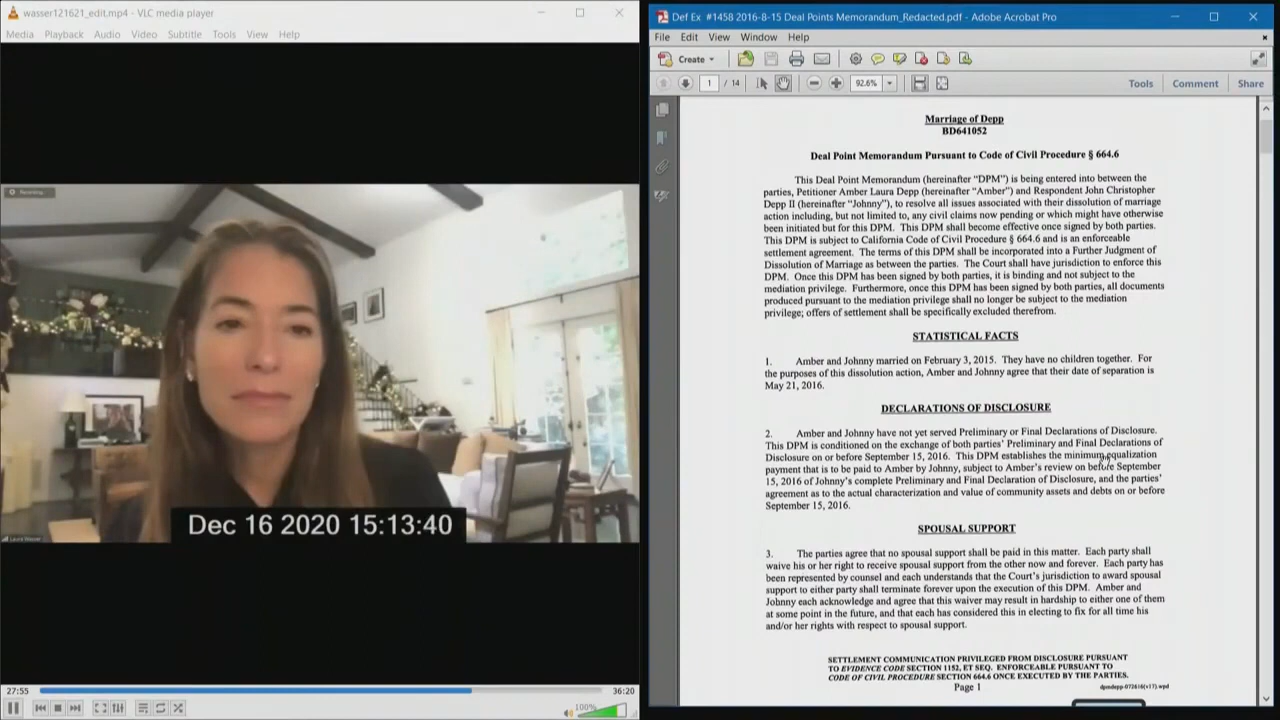 wasser121621_edit.mp4 - VLC media player
Media Playback Audio Video Subtitle Tools View Help
Recording
Dec 16 2020 15:13:40
Laura Wasser
27:55
36:20
100%
Def Ex #1458 2016-8-15 Deal Points Memorandum_Redacted.pdf - Adobe Acrobat Pro
File Edit View Window Help
Create
1 / 14 92.6% Tools Comment Share
Marriage of Depp
BD641052
Deal Point Memorandum Pursuant to Code of Civil Procedure § 664.6
This Deal Point Memorandum (hereinafter “DPM”) is being entered into between the
parties, Petitioner Amber Laura Depp (hereinafter “Amber”) and Respondent John Christopher
Depp II (hereinafter “Johnny”), to resolve all issues associated with their dissolution of marriage
action including, but not limited to, any civil claims now pending or which might have otherwise
been initiated but for this DPM. This DPM shall become effective once signed by both parties.
This DPM is subject to California Code of Civil Procedure § 664.6 and is an enforceable
settlement agreement. The terms of this DPM shall be incorporated into a Further Judgment of
Dissolution of Marriage as between the parties. The Court shall have jurisdiction to enforce this
DPM. Once this DPM has been signed by both parties, it is binding and not subject to the
mediation privilege. Furthermore, once this DPM has been signed by both parties, all documents
produced pursuant to the mediation privilege shall no longer be subject to the mediation
privilege; offers of settlement shall be specifically excluded therefrom.
STATISTICAL FACTS
1. Amber and Johnny married on February 3, 2015. They have no children together. For
the purposes of this dissolution action, Amber and Johnny agree that their date of separation is
May 21, 2016.
DECLARATIONS OF DISCLOSURE
2. Amber and Johnny have not yet served Preliminary or Final Declarations of Disclosure.
This DPM is conditioned on the exchange of both parties’ Preliminary and Final Declarations of
Disclosure on or before September 15, 2016. This DPM establishes the minimum equalization
payment that is to be paid to Amber by Johnny, subject to Amber’s review on before September
15, 2016 of Johnny’s complete Preliminary and Final Declaration of Disclosure, and the parties’
agreement as to the actual characterization and value of community assets and debts on or before
September 15, 2016.
SPOUSAL SUPPORT
3. The parties agree that no spousal support shall be paid in this matter. Each party shall
waive his or her right to receive spousal support from the other now and forever. Each party has
been represented by counsel and each understands that the Court’s jurisdiction to award spousal
support to either party shall terminate forever upon the execution of this DPM. Amber and
Johnny each acknowledge and agree that this waiver may result in hardship to either one of them
at some point in the future, and that each has considered this in electing to fix for all time his
and/or her rights with respect to spousal support.
SETTLEMENT COMMUNICATION PRIVILEGED FROM DISCLOSURE PURSUANT
TO EVIDENCE CODE SECTION 1152, ET SEQ. ENFORCEABLE PURSUANT TO
CODE OF CIVIL PROCEDURE SECTION 664.6 ONCE EXECUTED BY THE PARTIES.
Page 1